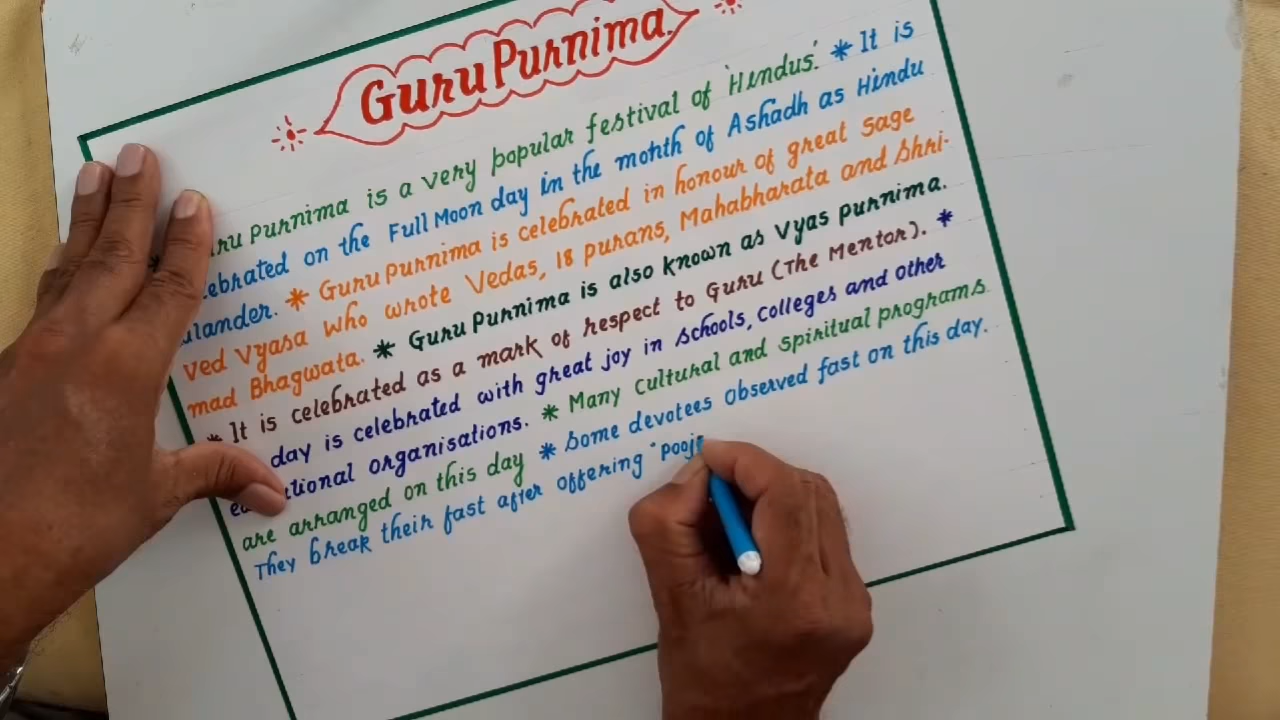 Guru Purnima.
Purnima is a very popular festival of 'Hendus'. * It is
on the Full Moon day in the month of Ashadh as Hindu
* Guru Purnima is celebrated in honour of great sage
Ved Vyasa who wrote Vedas, 18 purans, Mahabharata and Shri-
mad Bhagwata. * Guru Purnima is also known as Vyas Purnima.
* It is celebrated as a mark of respect to Guru (The Mentor). *
day is celebrated with great joy in schools, colleges and other
organisations. * Many cultural and spiritual programs
are arranged on this day * Some devotees observed fast on this day.
They break their fast after offering '